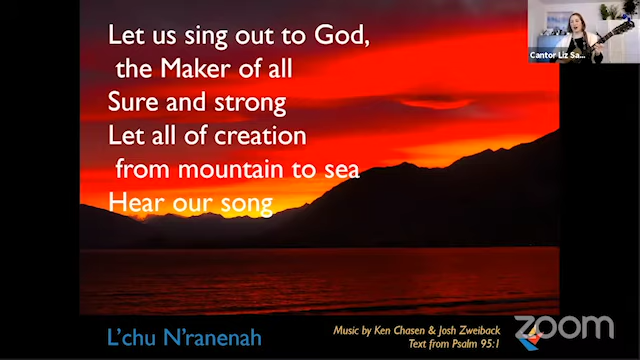 Let us sing out to God,
the Maker of all
Sure and strong
Let all of creation
from mountain to sea
Hear our song
L'chu N'ranenah
Music by Ken Chasen & Josh Zweiback
Text from Psalm 95:1
Cantor Liz Sa...
zoom